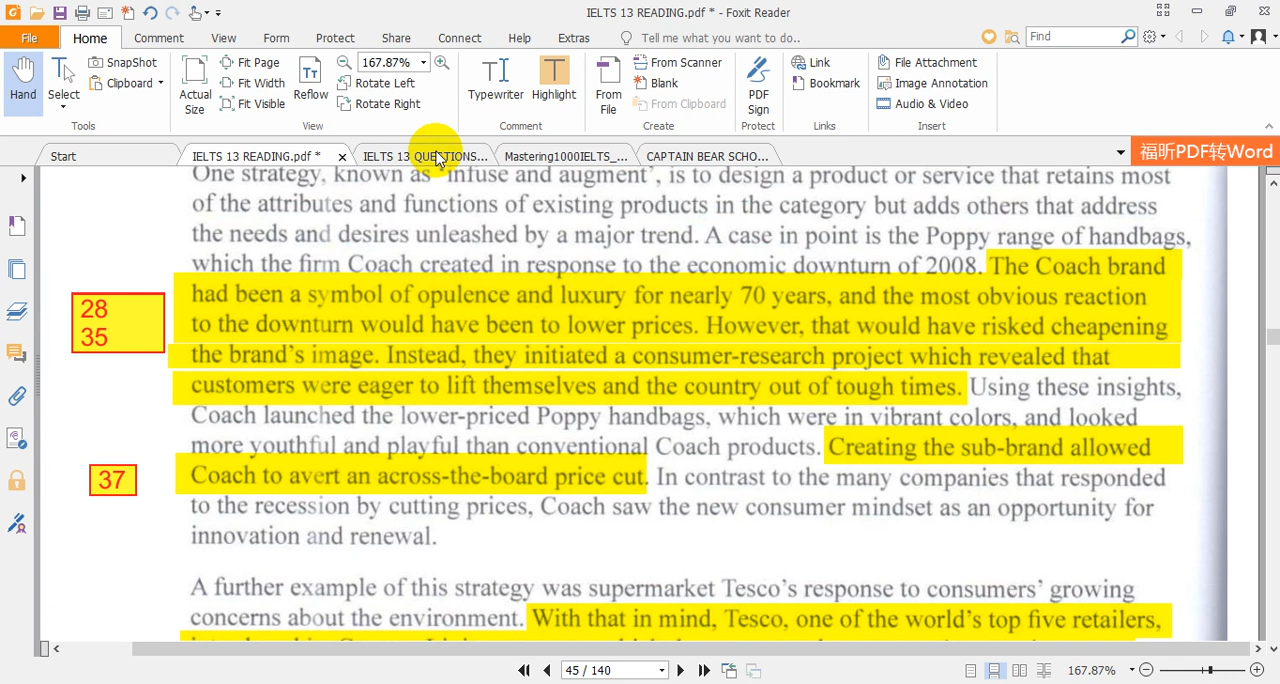 IELTS 13 READING.pdf * - Foxit Reader
File Home Comment View Form Protect Share Connect Help Extras Tell me what you want to do.. Find
Hand
Select
SnapShot
Clipboard
Tools
Actual Size
Fit Page
Fit Width
Fit Visible
Reflow
167.87%
Rotate Left
Rotate Right
View
Typewriter
Highlight
Comment
From File
From Scanner
Blank
From Clipboard
Create
PDF Sign
Protect
Link
Bookmark
Links
File Attachment
Image Annotation
Audio & Video
Insert
Start
IELTS 13 READING.pdf *
IELTS 13 QUESTIONS...
Mastering1000IELTS_...
CAPTAIN BEAR SCHO...
福昕PDF转Word
One strategy, known as 'infuse and augment', is to design a product or service that retains most
of the attributes and functions of existing products in the category but adds others that address
the needs and desires unleashed by a major trend. A case in point is the Poppy range of handbags,
which the firm Coach created in response to the economic downturn of 2008. The Coach brand
had been a symbol of opulence and luxury for nearly 70 years, and the most obvious reaction
to the downturn would have been to lower prices. However, that would have risked cheapening
the brand's image. Instead, they initiated a consumer-research project which revealed that
customers were eager to lift themselves and the country out of tough times. Using these insights,
Coach launched the lower-priced Poppy handbags, which were in vibrant colors, and looked
more youthful and playful than conventional Coach products. Creating the sub-brand allowed
Coach to avert an across-the-board price cut. In contrast to the many companies that responded
to the recession by cutting prices, Coach saw the new consumer mindset as an opportunity for
innovation and renewal.
28
35
37
A further example of this strategy was supermarket Tesco's response to consumers' growing
concerns about the environment. With that in mind, Tesco, one of the world's top five retailers,
45 / 140
167.87%